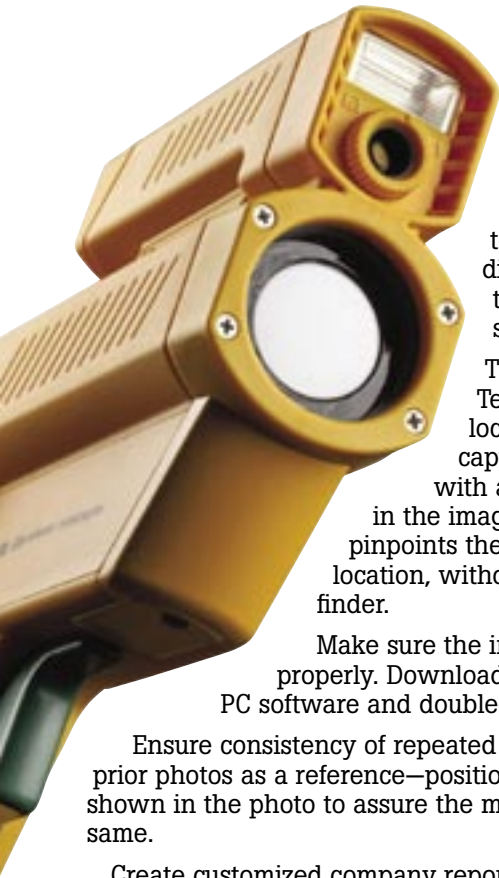 t
di
t
s
T
Te
loc
cap
with a
in the imag
pinpoints the
location, witho
finder.
Make sure the in
properly. Download
PC software and double
Ensure consistency of repeated
prior photos as a reference—positio
shown in the photo to assure the m
same.
Create customized company repor